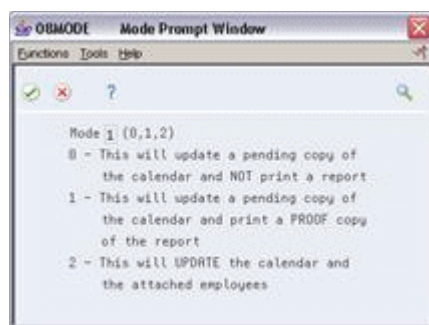 08MODE Mode Prompt Window
Functions Tools Help
?
Mode 1 (0,1,2)
0 - This will update a pending copy of
the calendar and NOT print a report
1 - This will update a pending copy of
the calendar and print a PROOF copy
of the report
2 - This will UPDATE the calendar and
the attached employees